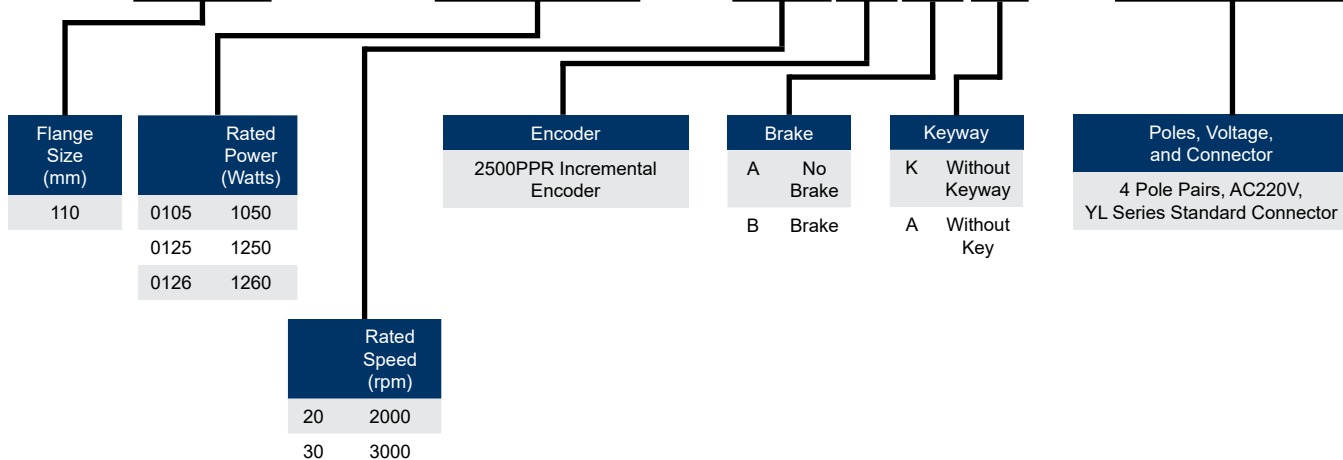 Flange
Size
(mm)
110
Rated
Power
(Watts)
0105 1050
0125 1250
0126 1260
Rated
Speed
(rpm)
20 2000
30 3000
Encoder
2500PPR Incremental
Encoder
Brake
A No
Brake
B Brake
Keyway
K Without
Keyway
A Without
Key
Poles, Voltage,
and Connector
4 Pole Pairs, AC220V,
YL Series Standard Connector